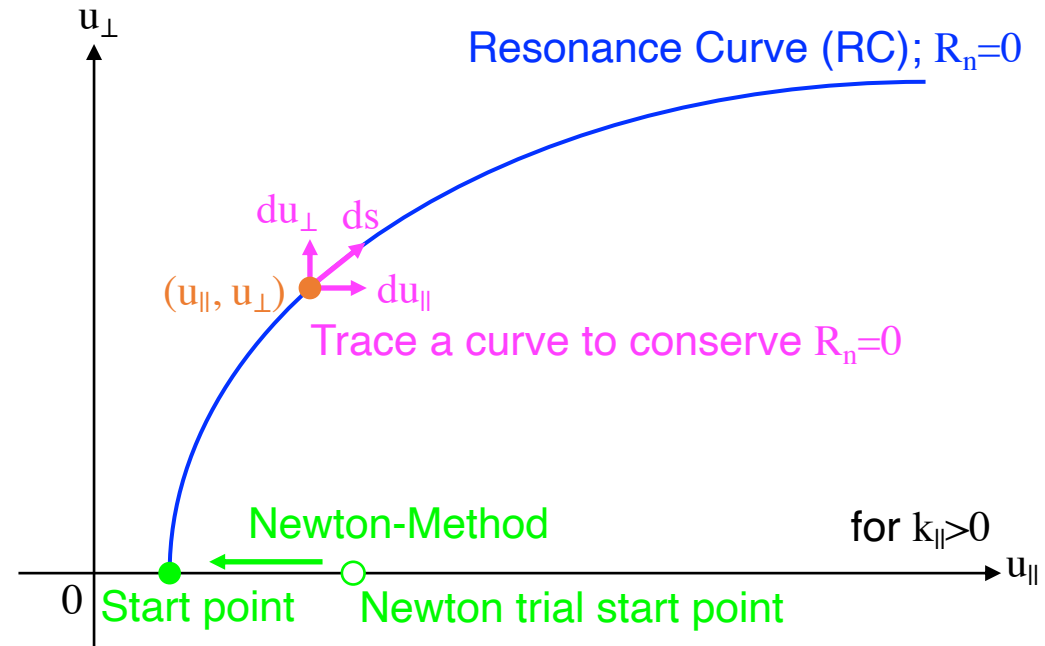 u⊥
Resonance Curve (RC); Rₙ=0
du⊥ ds
(u∥, u⊥)
du∥
Trace a curve to conserve Rₙ=0
Newton-Method
for k∥>0
u∥
0
Start point
Newton trial start point